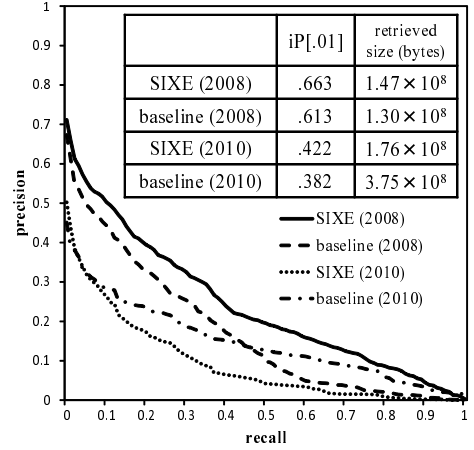 iP[.01] retrieved size (bytes)
SIXE (2008) .663 1.47×10⁸
baseline (2008) .613 1.30×10⁸
SIXE (2010) .422 1.76×10⁸
baseline (2010) .382 3.75×10⁸
SIXE (2008)
baseline (2008)
SIXE (2010)
baseline (2010)
precision
1
0.9
0.8
0.7
0.6
0.5
0.4
0.3
0.2
0.1
0
0 0.1 0.2 0.3 0.4 0.5 0.6 0.7 0.8 0.9 1
recall